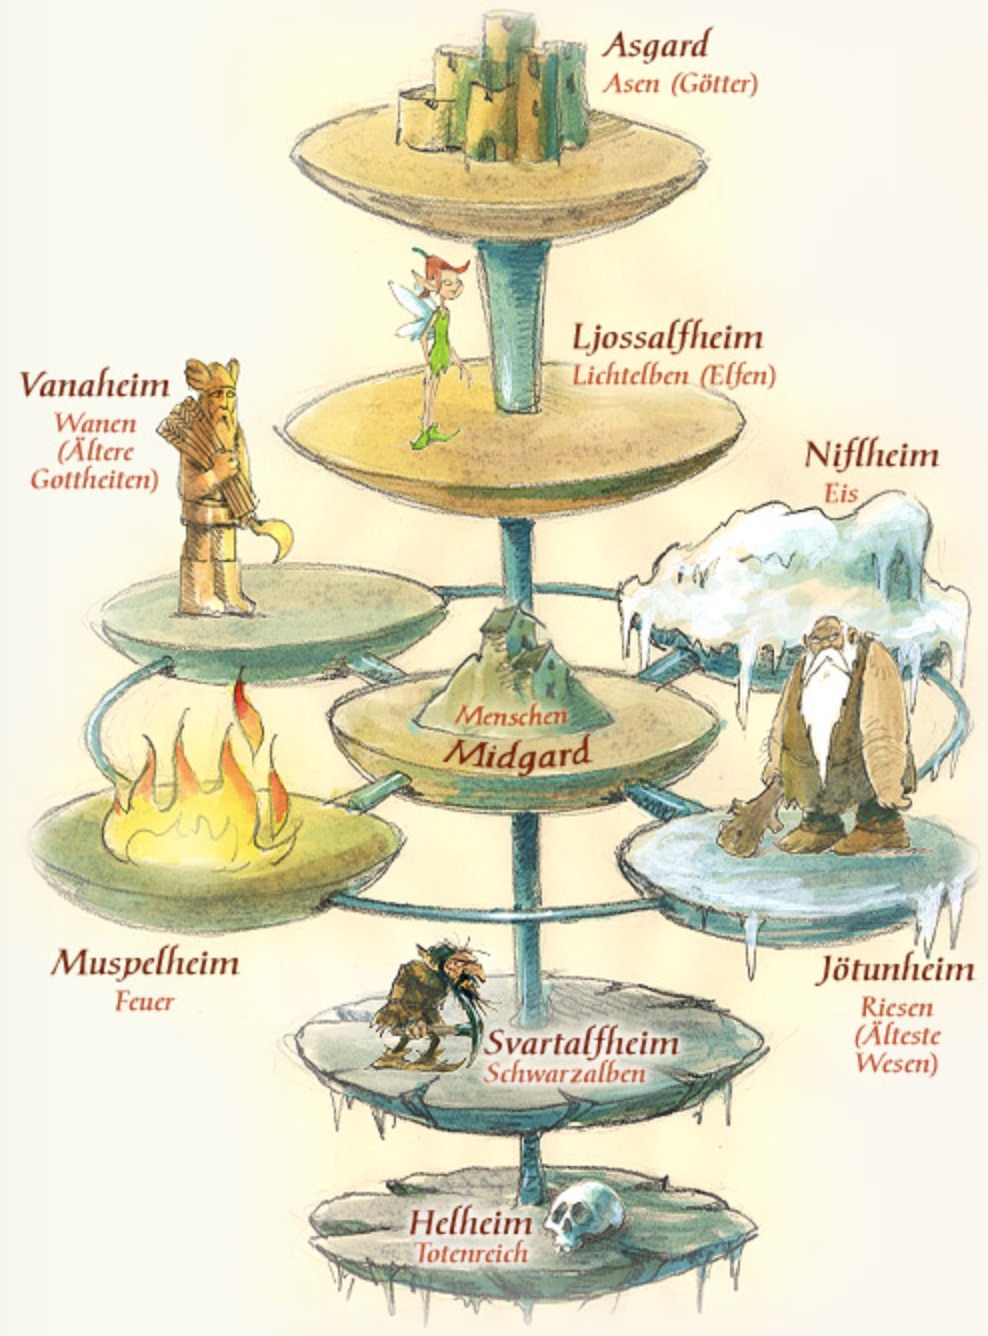 Asgard
Asen (Götter)
Ljossalfheim
Lichtelben (Elfen)
Vanaheim
Wanen
(Ältere
Gottheiten)
Niflheim
Eis
Menschen
Midgard
Muspelheim
Feuer
Jötunheim
Riesen
(Älteste
Wesen)
Svartalfheim
Schwarzalben
Helheim
Totenreich